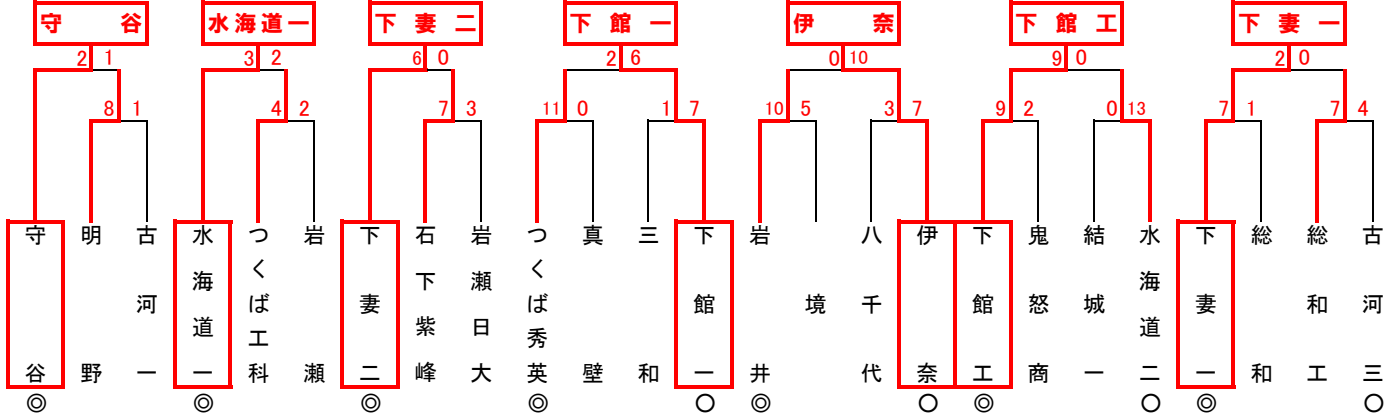 守谷 水海道一 下妻二 下館一 伊奈 下館工 下妻一
2 1 3 2 6 0 2 6 0 10 9 0 2 0
8 1 4 2 7 3 11 0 1 7 10 5 3 7 9 2 0 13 7 1 7 4
守谷 明野 古河一 水海道一 つくば工科 岩瀬 下妻二 石下紫峰 岩瀬日大 つくば秀英 真壁 三和 下館一 岩井 境 八千代 伊奈 下館工 鬼怒商 結城一 水海道二 下妻一 総和 総和工 古河三
◎ ◎ ◎ ◎ ○ ◎ ○ ◎ ○ ◎ ○